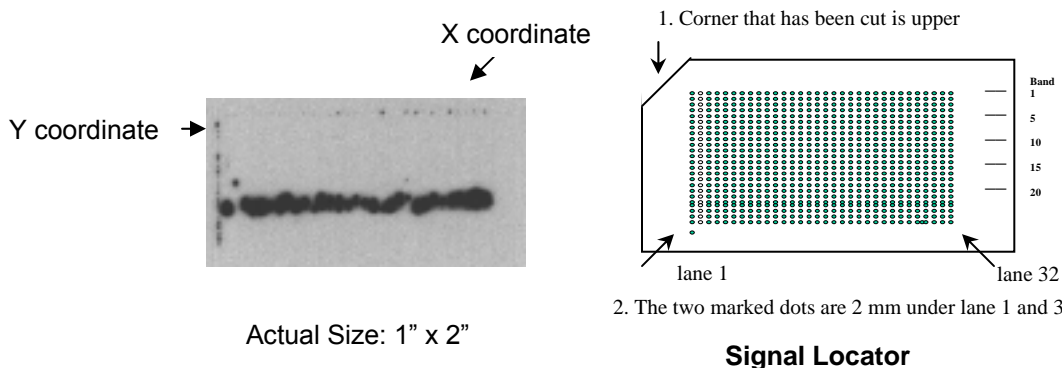 1. Corner that has been cut is upper
X coordinate
Y coordinate
Band
1
5
10
15
20
lane 1
lane 32
2. The two marked dots are 2 mm under lane 1 and 3
Actual Size: 1” x 2”
Signal Locator